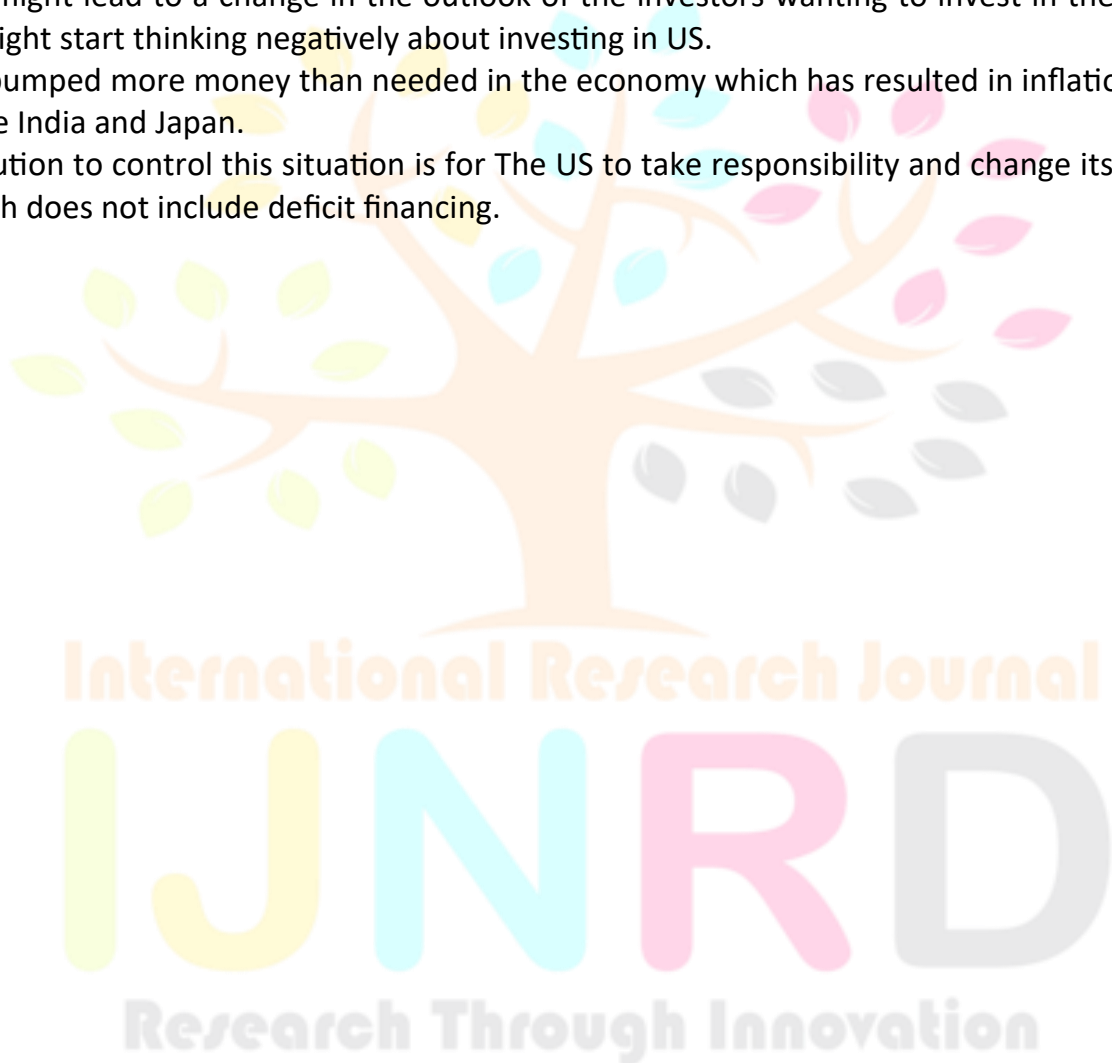 might lead to a change in the outlook of the investors wanting to invest in the
ight start thinking negatively about investing in US.
pumped more money than needed in the economy which has resulted in inflatic
e India and Japan.
ution to control this situation is for The US to take responsibility and change its
h does not include deficit financing.
International Research Journal
IJNRD
Research Through Innovation